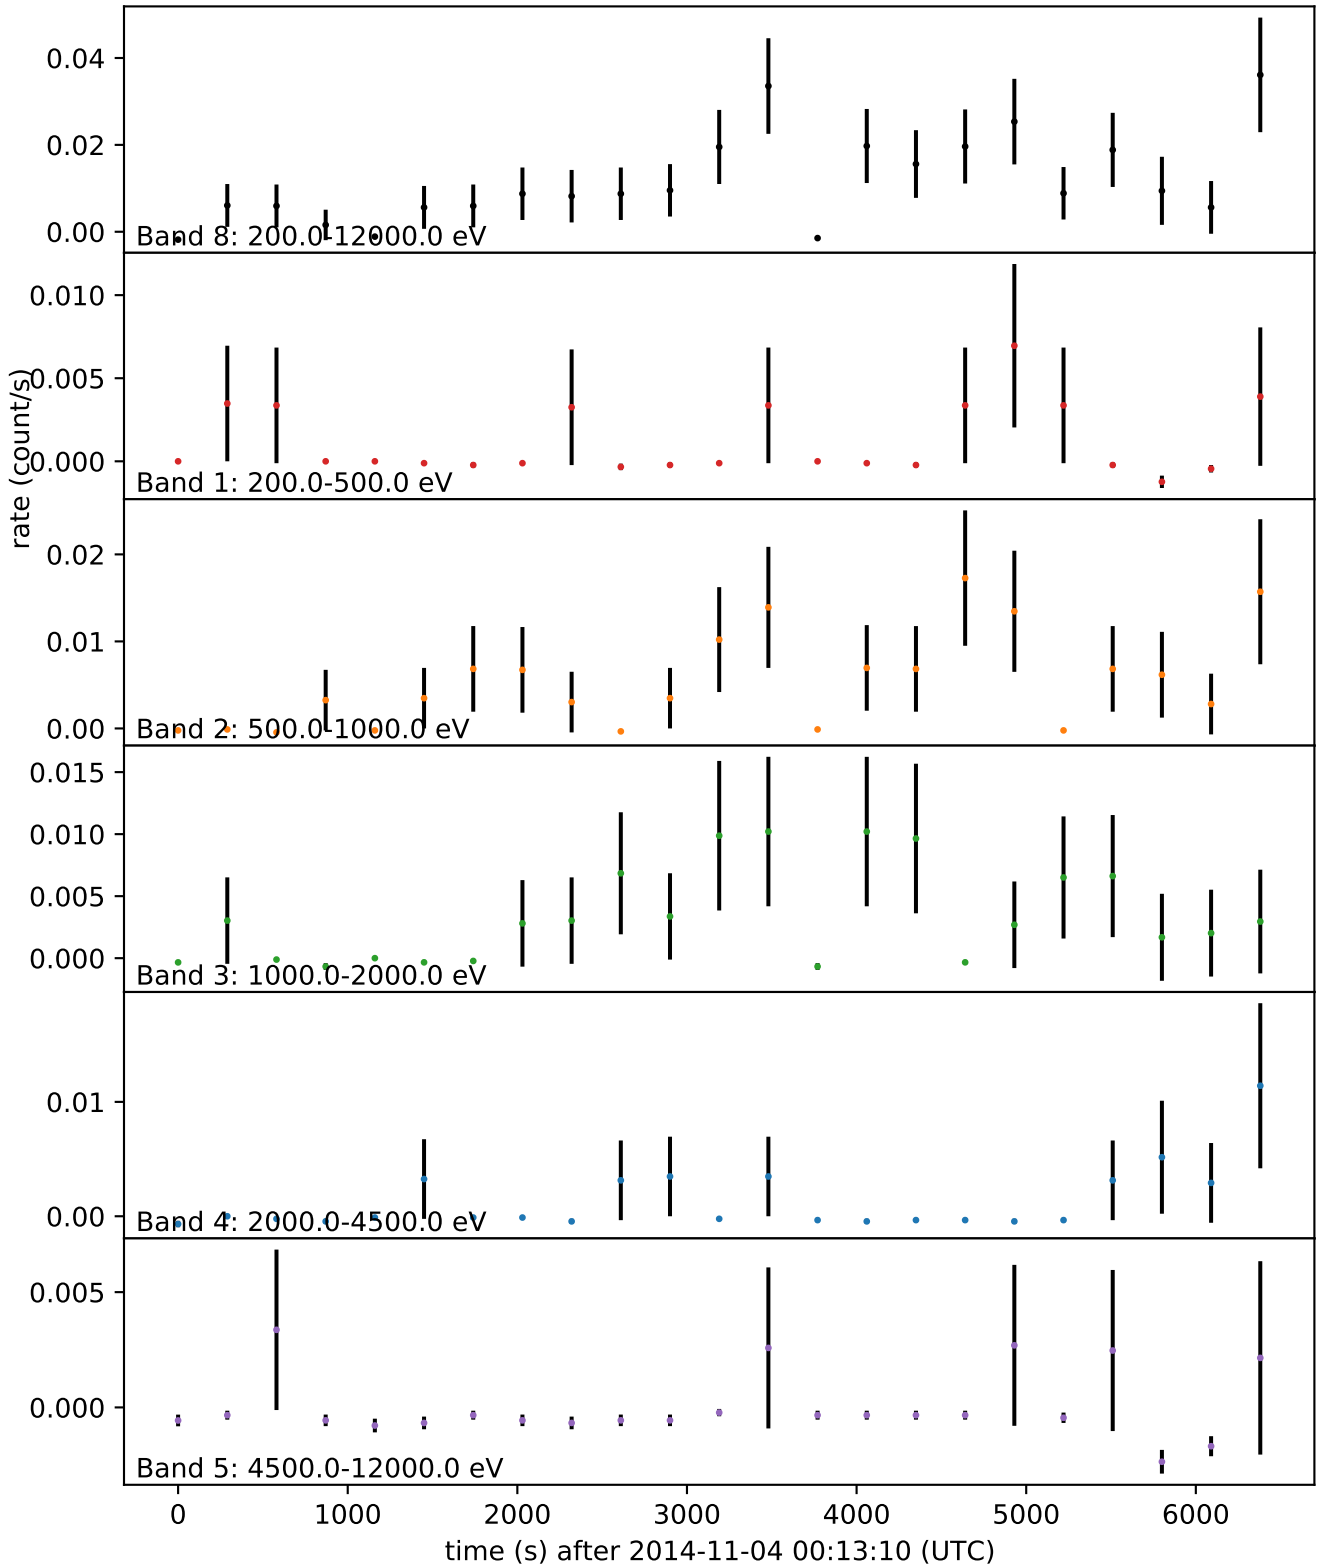 0.04
0.02
0.00
Band 8: 200.0-12000.0 eV
0.010
0.005
0.000
Band 1: 200.0-500.0 eV
rate (count/s)
0.02
0.01
0.00
Band 2: 500.0-1000.0 eV
0.015
0.010
0.005
0.000
Band 3: 1000.0-2000.0 eV
0.01
0.00
Band 4: 2000.0-4500.0 eV
0.005
0.000
Band 5: 4500.0-12000.0 eV
0 1000 2000 3000 4000 5000 6000
time (s) after 2014-11-04 00:13:10 (UTC)